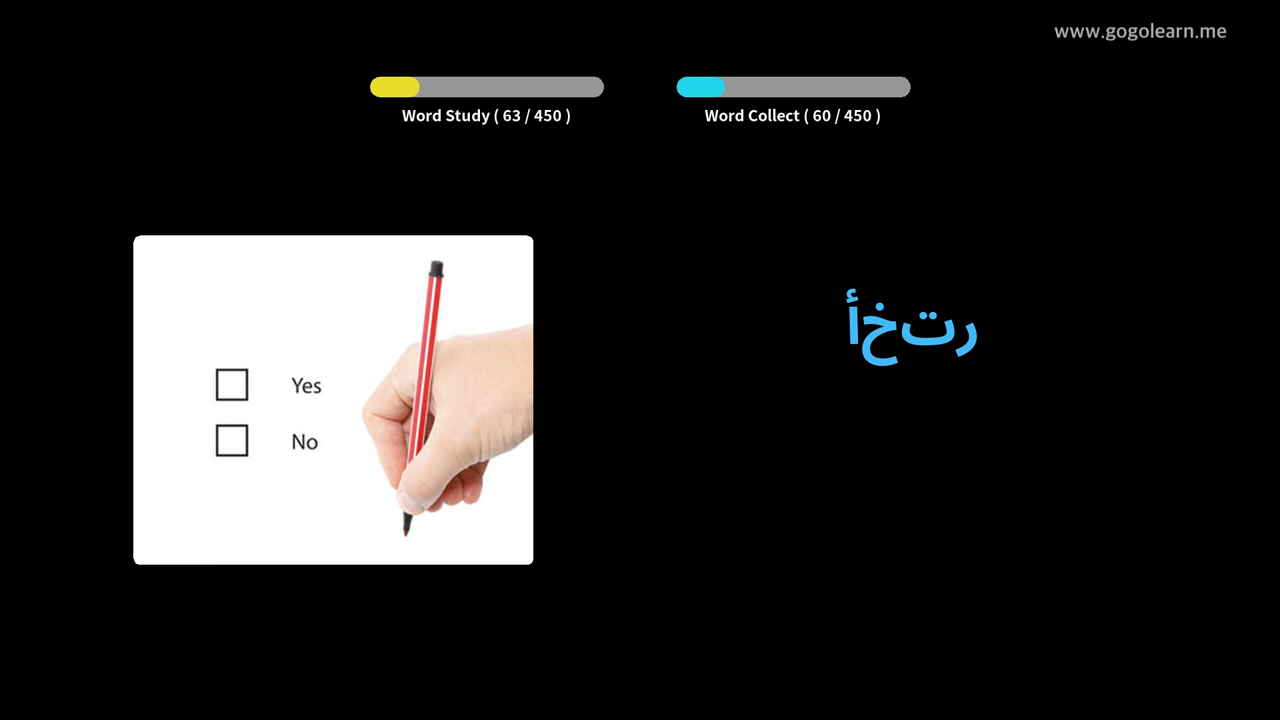 www.gogolearn.me
Word Study ( 63 / 450 )
Word Collect ( 60 / 450 )
Yes
No
أختر